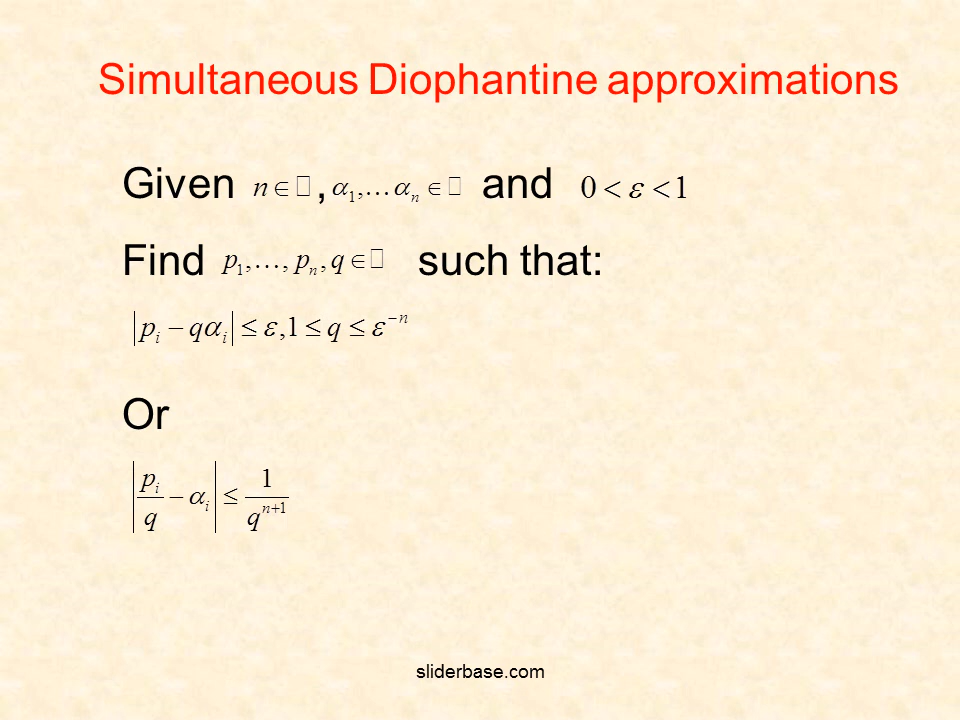 Simultaneous Diophantine approximations
Given n ∈ □ , α₁,… αₙ ∈ □ and 0 < ε < 1
Find p₁,…, pₙ, q ∈ □ such that:
|pᵢ − qαᵢ| ≤ ε, 1 ≤ q ≤ ε⁻ⁿ
Or
|pᵢ/q − αᵢ| ≤ 1/qⁿ⁺¹
sliderbase.com